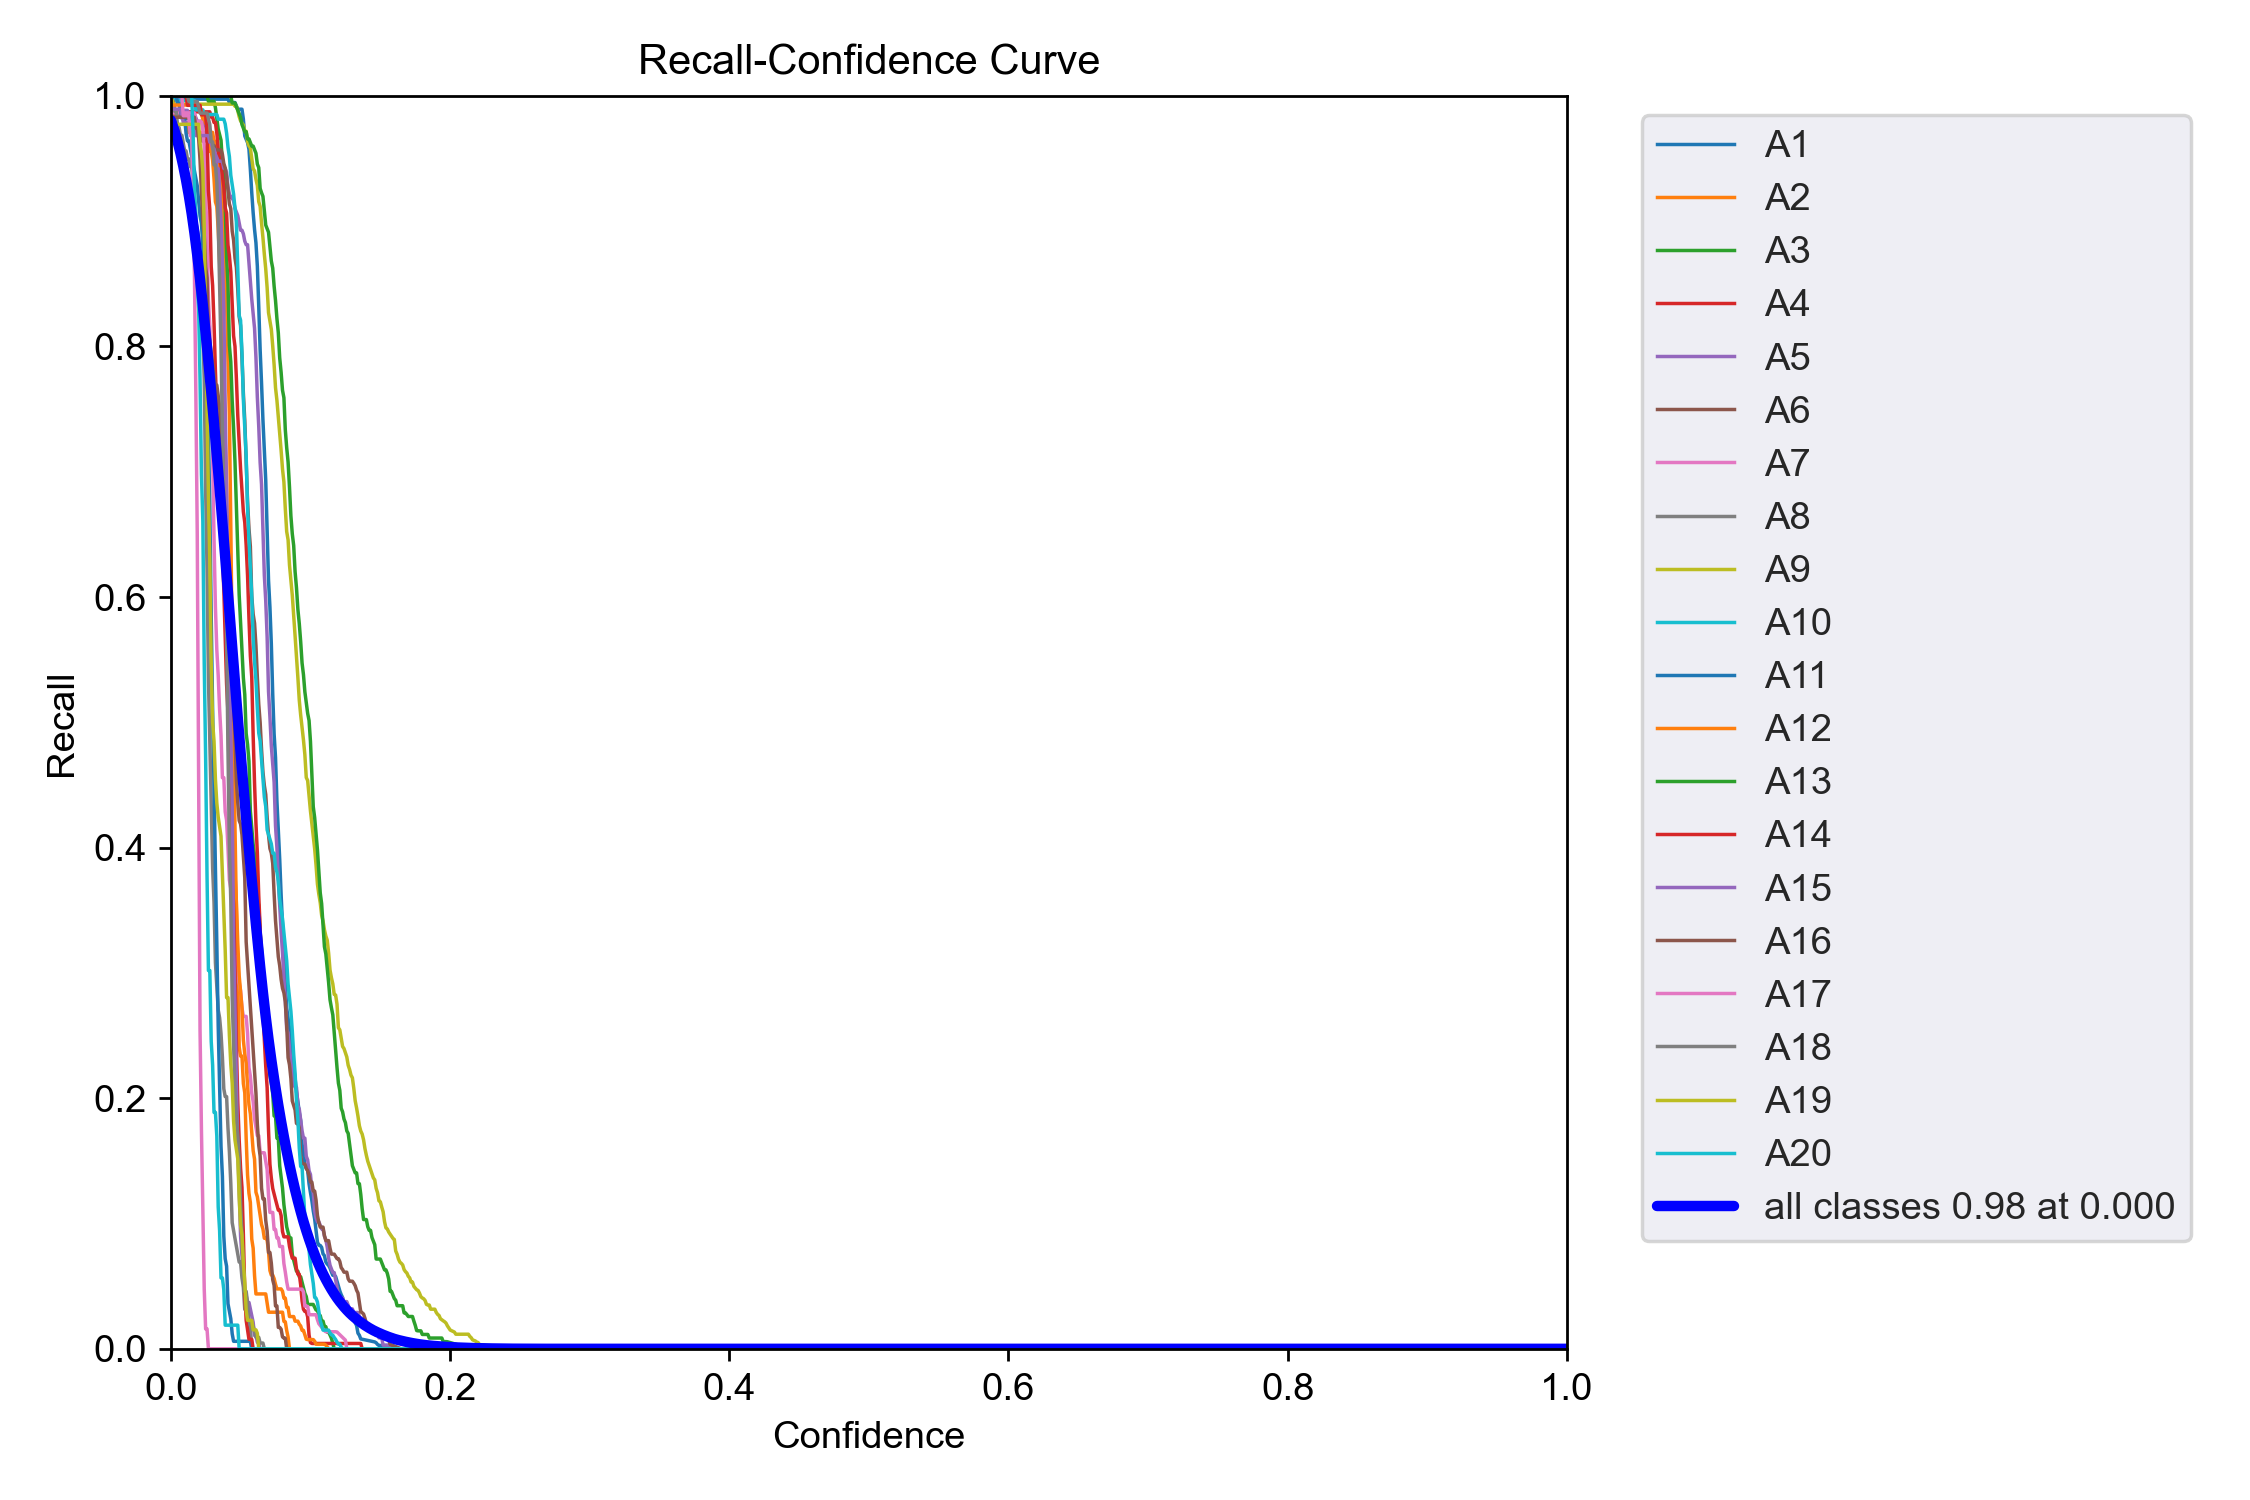 Recall-Confidence Curve
1.0
0.8
0.6
0.4
0.2
0.0
Recall
0.0 0.2 0.4 0.6 0.8 1.0
Confidence
A1
A2
A3
A4
A5
A6
A7
A8
A9
A10
A11
A12
A13
A14
A15
A16
A17
A18
A19
A20
all classes 0.98 at 0.000